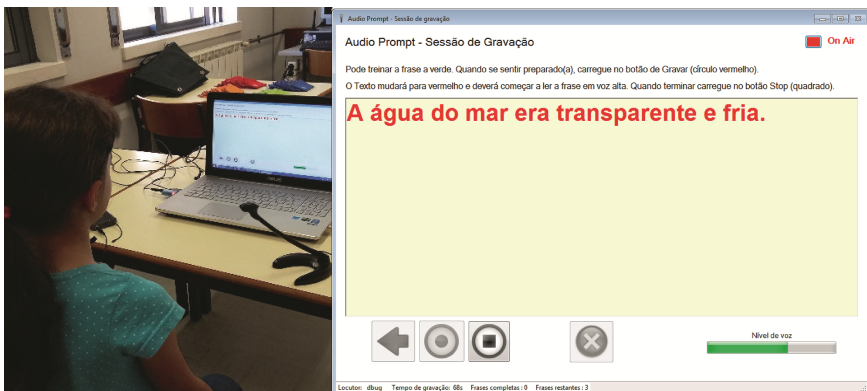 Audio Prompt - Sessão de gravação
Audio Prompt - Sessão de Gravação
On Air
Pode treinar a frase a verde. Quando se sentir preparado(a), carregue no botão de Gravar (círculo vermelho).
O Texto mudará para vermelho e deverá começar a ler a frase em voz alta. Quando terminar carregue no botão Stop (quadrado).
A água do mar era transparente e fria.
Nível de voz
Locutor: dbug Tempo de gravação: 68s Frases completas : 0 Frases restantes : 3
ASUS